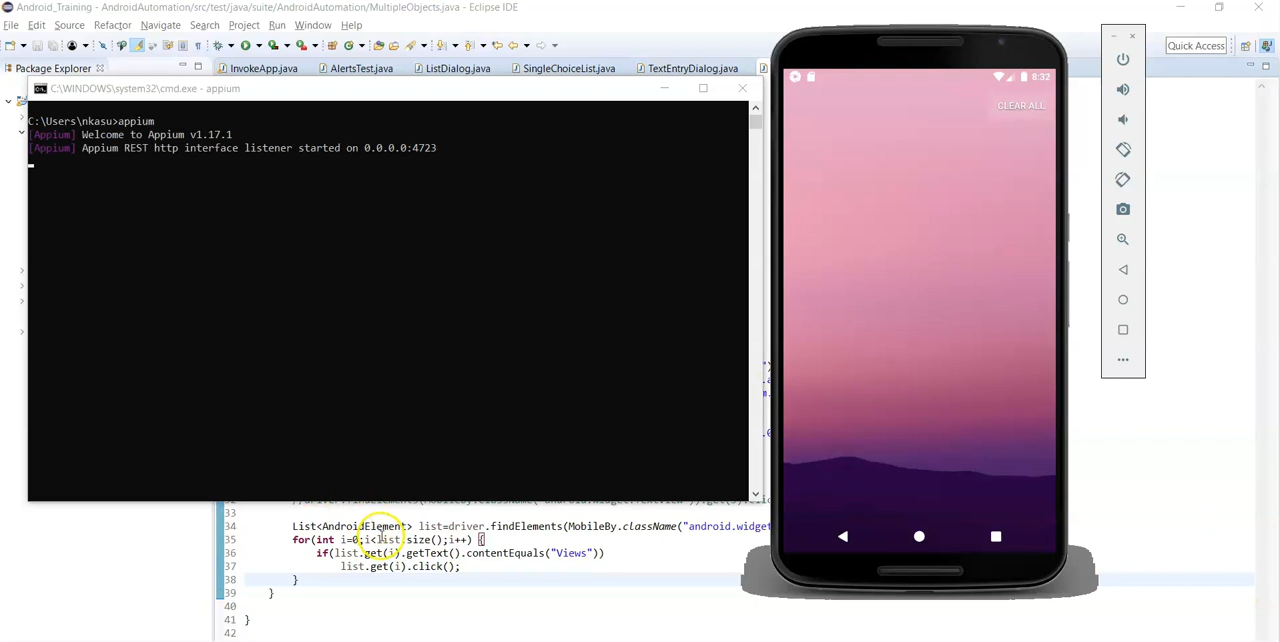 Android_Training - AndroidAutomation/src/test/java/suite/AndroidAutomation/MultipleObjects.java - Eclipse IDE
File Edit Source Refactor Navigate Search Project Run Window Help
Quick Access
Package Explorer InvokeApp.java AlertsTest.java ListDialog.java SingleChoiceList.java TextEntryDialog.java
C:\WINDOWS\system32\cmd.exe - appium
C:\Users\nkasu>appium
[Appium] Welcome to Appium v1.17.1
[Appium] Appium REST http interface listener started on 0.0.0.0:4723
8:32
CLEAR ALL
33
34 List<AndroidElement> list=driver.findElements(MobileBy.className("android.widge
35 for(int i=0;i<list.size();i++) {
36 if(list.get(i).getText().contentEquals("Views"))
37 list.get(i).click();
38 }
39 }
40
41 }
42